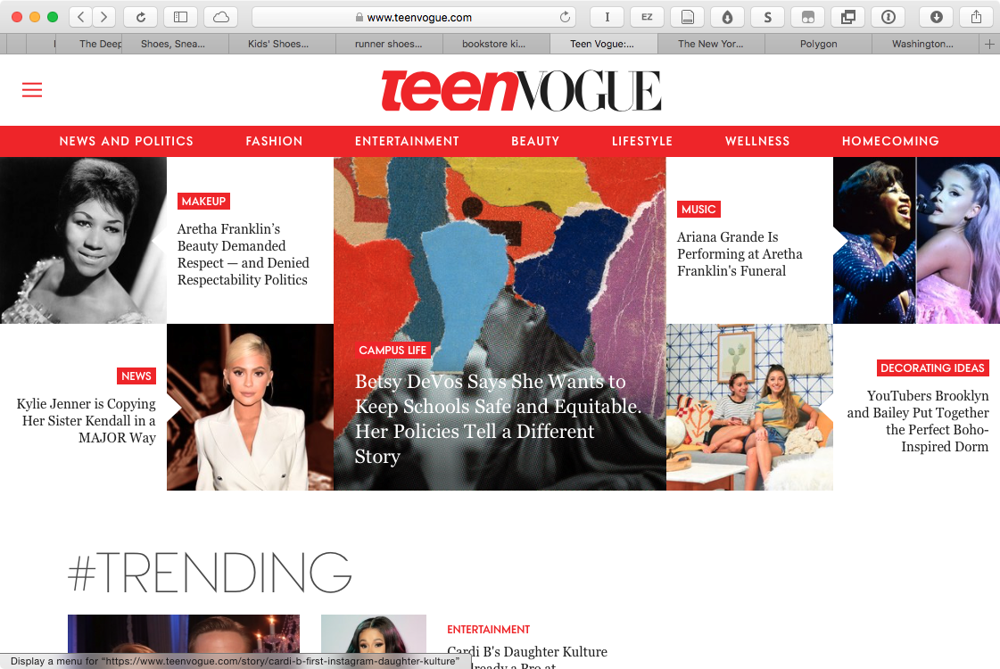 www.teenvogue.com
I
EZ
S
The Deep
Shoes, Snea...
Kids' Shoes...
runner shoes...
bookstore ki...
Teen Vogue:...
The New Yor...
Polygon
Washington...
teenVOGUE
NEWS AND POLITICS
FASHION
ENTERTAINMENT
BEAUTY
LIFESTYLE
WELLNESS
HOMECOMING
MAKEUP
Aretha Franklin’s
Beauty Demanded
Respect — and Denied
Respectability Politics
NEWS
Kylie Jenner is Copying
Her Sister Kendall in a
MAJOR Way
CAMPUS LIFE
Betsy DeVos Says She Wants to
Keep Schools Safe and Equitable.
Her Policies Tell a Different
Story
MUSIC
Ariana Grande Is
Performing at Aretha
Franklin's Funeral
DECORATING IDEAS
YouTubers Brooklyn
and Bailey Put Together
the Perfect Boho-
Inspired Dorm
#TRENDING
ENTERTAINMENT
Cardi B's Daughter Kulture
Already a Pro at
Display a menu for “https://www.teenvogue.com/story/cardi-b-first-instagram-daughter-kulture”